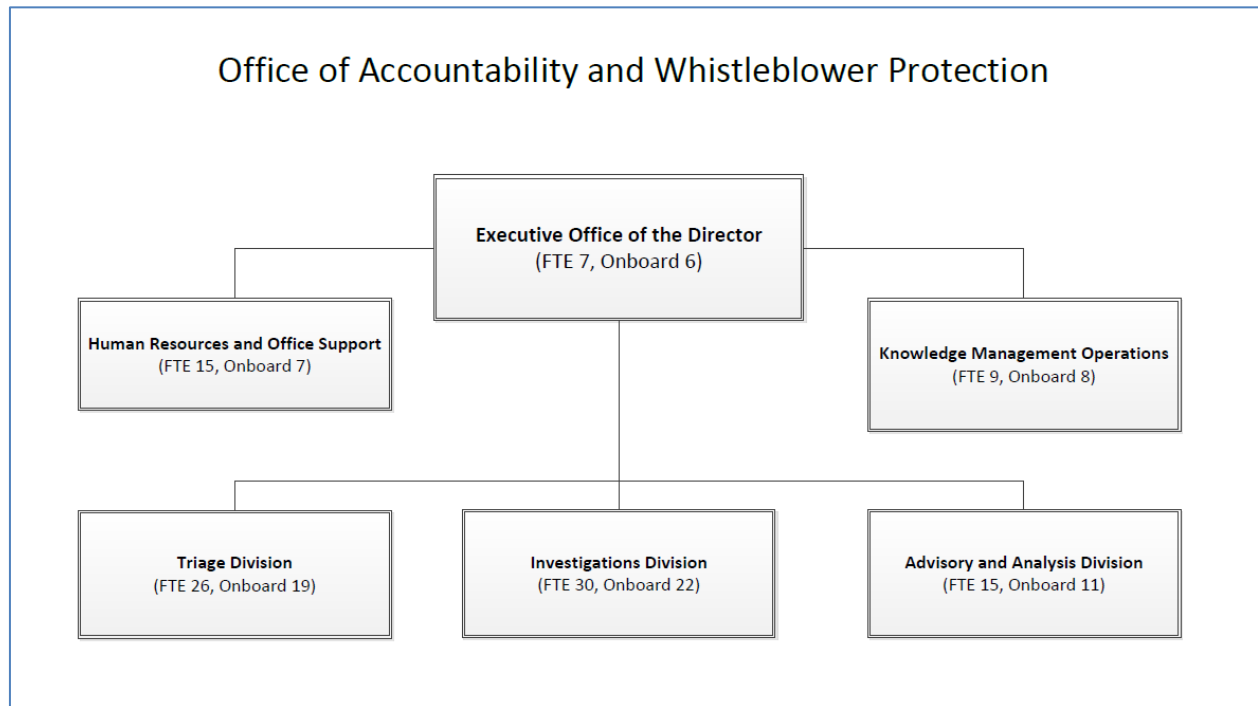 Office of Accountability and Whistleblower Protection
Executive Office of the Director
(FTE 7, Onboard 6)
Human Resources and Office Support
(FTE 15, Onboard 7)
Knowledge Management Operations
(FTE 9, Onboard 8)
Triage Division
(FTE 26, Onboard 19)
Investigations Division
(FTE 30, Onboard 22)
Advisory and Analysis Division
(FTE 15, Onboard 11)